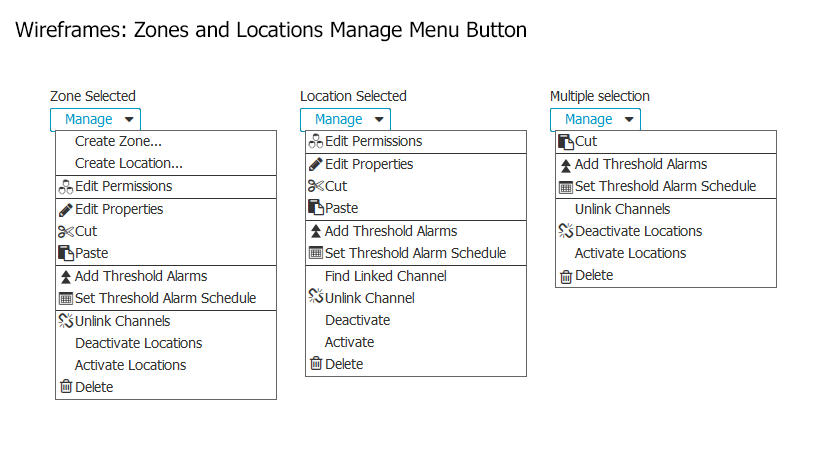 Wireframes: Zones and Locations Manage Menu Button
Zone Selected
Manage
Create Zone...
Create Location...
Edit Permissions
Edit Properties
Cut
Paste
Add Threshold Alarms
Set Threshold Alarm Schedule
Unlink Channels
Deactivate Locations
Activate Locations
Delete
Location Selected
Manage
Edit Permissions
Edit Properties
Cut
Paste
Add Threshold Alarms
Set Threshold Alarm Schedule
Find Linked Channel
Unlink Channel
Deactivate
Activate
Delete
Multiple selection
Manage
Cut
Add Threshold Alarms
Set Threshold Alarm Schedule
Unlink Channels
Deactivate Locations
Activate Locations
Delete